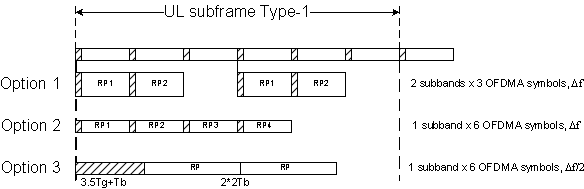 UL subframe Type-1
Option 1 RP1 RP2 RP1 RP2 2 subbands x 3 OFDMA symbols, Δf
Option 2 RP1 RP2 RP3 RP4 1 subband x 6 OFDMA symbols, Δf
Option 3 RP RP 1 subband x 6 OFDMA symbols, Δf/2
3.5Tg+Tb 2*2Tb